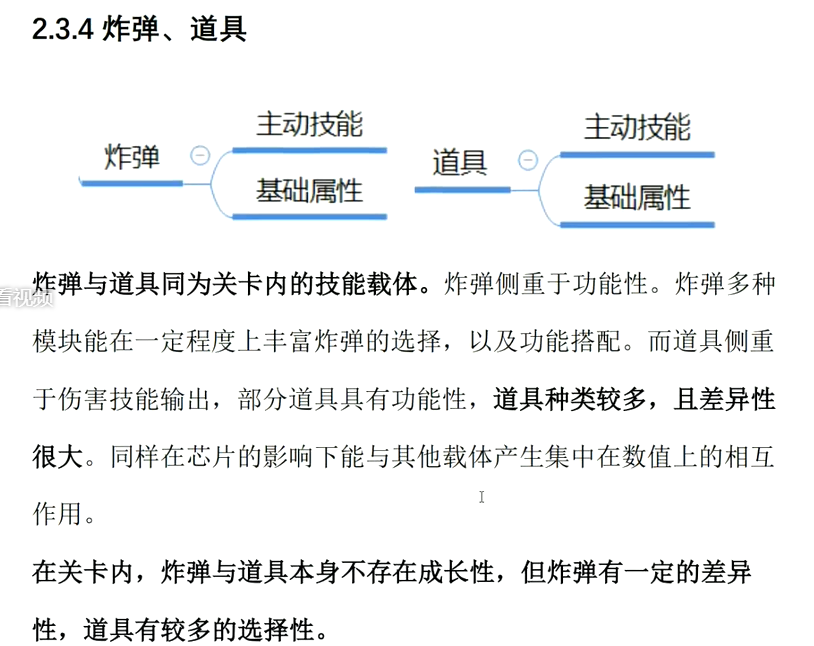 2.3.4 炸弹、道具
炸弹
主动技能
基础属性
道具
主动技能
基础属性
炸弹与道具同为关卡内的技能载体。炸弹侧重于功能性。炸弹多种
看视频
模块能在一定程度上丰富炸弹的选择，以及功能搭配。而道具侧重
于伤害技能输出，部分道具具有功能性，道具种类较多，且差异性
很大。同样在芯片的影响下能与其他载体产生集中在数值上的相互
作用。
在关卡内，炸弹与道具本身不存在成长性，但炸弹有一定的差异
性，道具有较多的选择性。